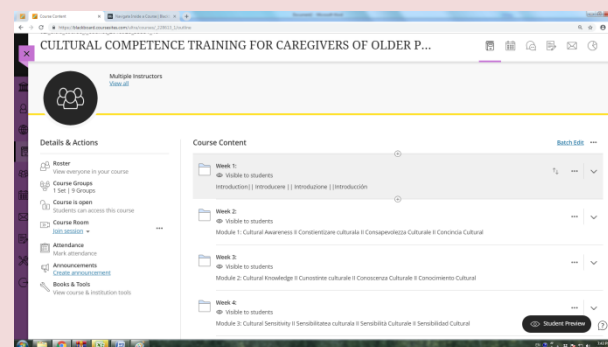 Course Content
CULTURAL COMPETENCE TRAINING FOR CAREGIVERS OF OLDER P...
Multiple Instructors
View all
Details & Actions
Roster
View everyone in your course
Course Groups
1 Set | 9 Groups
Course is open
Students can access this course
Course Room
Join session
Attendance
Mark attendance
Announcements
Create announcement
Books & Tools
View course & institution tools
Course Content
Batch Edit
Week 1:
Visible to students
Introduction|| Introducere || Introduzione ||Introducción
Week 2:
Visible to students
Module 1: Cultural Awareness II Constientizare culturala II Consapevolezza Culturale II Concincia Cultural
Week 3:
Visible to students
Module 2: Cultural Knowledge II Cunostinte culturale II Conoscenza Culturale II Conocimiento Cultural
Week 4:
Visible to students
Module 3: Cultural Sensitivity II Sensibilitatea culturala II Sensibilità Culturale II Sensibilidad Cultural
Student Preview